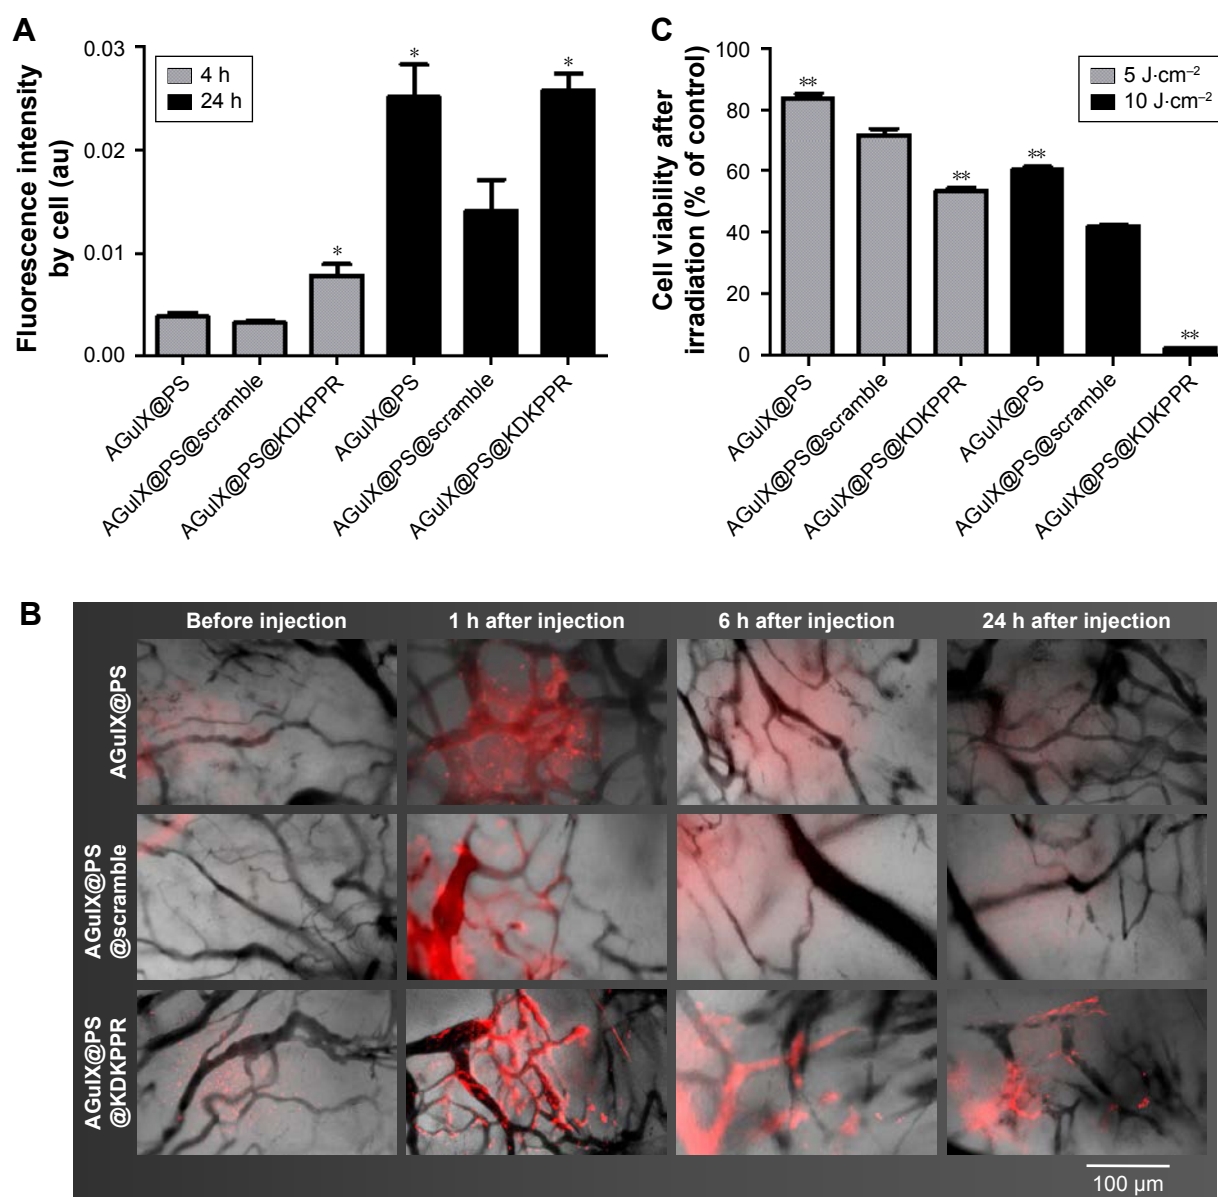 A
Fluorescence intensity
by cell (au)
0.03
0.02
0.01
0.00
4 h
24 h
*
*
*
AGuIX@PS
AGuIX@PS@scramble
AGuIX@PS@KDKPPR
AGuIX@PS
AGuIX@PS@scramble
AGuIX@PS@KDKPPR
C
Cell viability after
irradiation (% of control)
100
80
60
40
20
0
5 J·cm⁻²
10 J·cm⁻²
**
**
**
**
AGuIX@PS
AGuIX@PS@scramble
AGuIX@PS@KDKPPR
AGuIX@PS
AGuIX@PS@scramble
AGuIX@PS@KDKPPR
B
Before injection
1 h after injection
6 h after injection
24 h after injection
AGuIX@PS
AGuIX@PS
@scramble
AGuIX@PS
@KDKPPR
100 µm